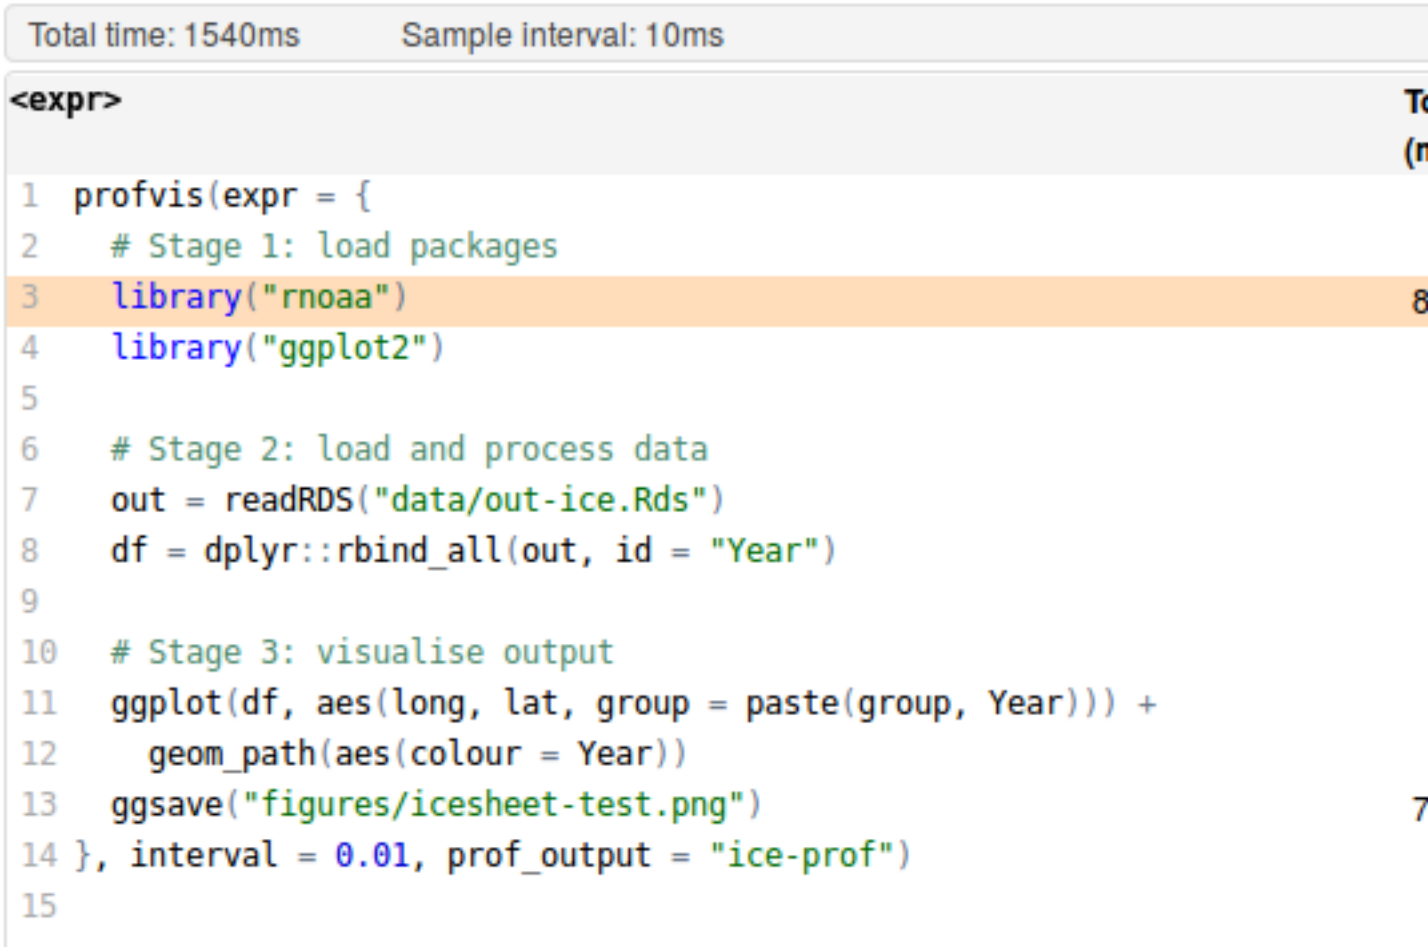 Total time: 1540ms Sample interval: 10ms
<expr>
1 profvis(expr = {
2   # Stage 1: load packages
3   library("rnoaa")
4   library("ggplot2")
5
6   # Stage 2: load and process data
7   out = readRDS("data/out-ice.Rds")
8   df = dplyr::rbind_all(out, id = "Year")
9
10   # Stage 3: visualise output
11   ggplot(df, aes(long, lat, group = paste(group, Year))) +
12     geom_path(aes(colour = Year))
13   ggsave("figures/icesheet-test.png")
14 }, interval = 0.01, prof_output = "ice-prof")
15